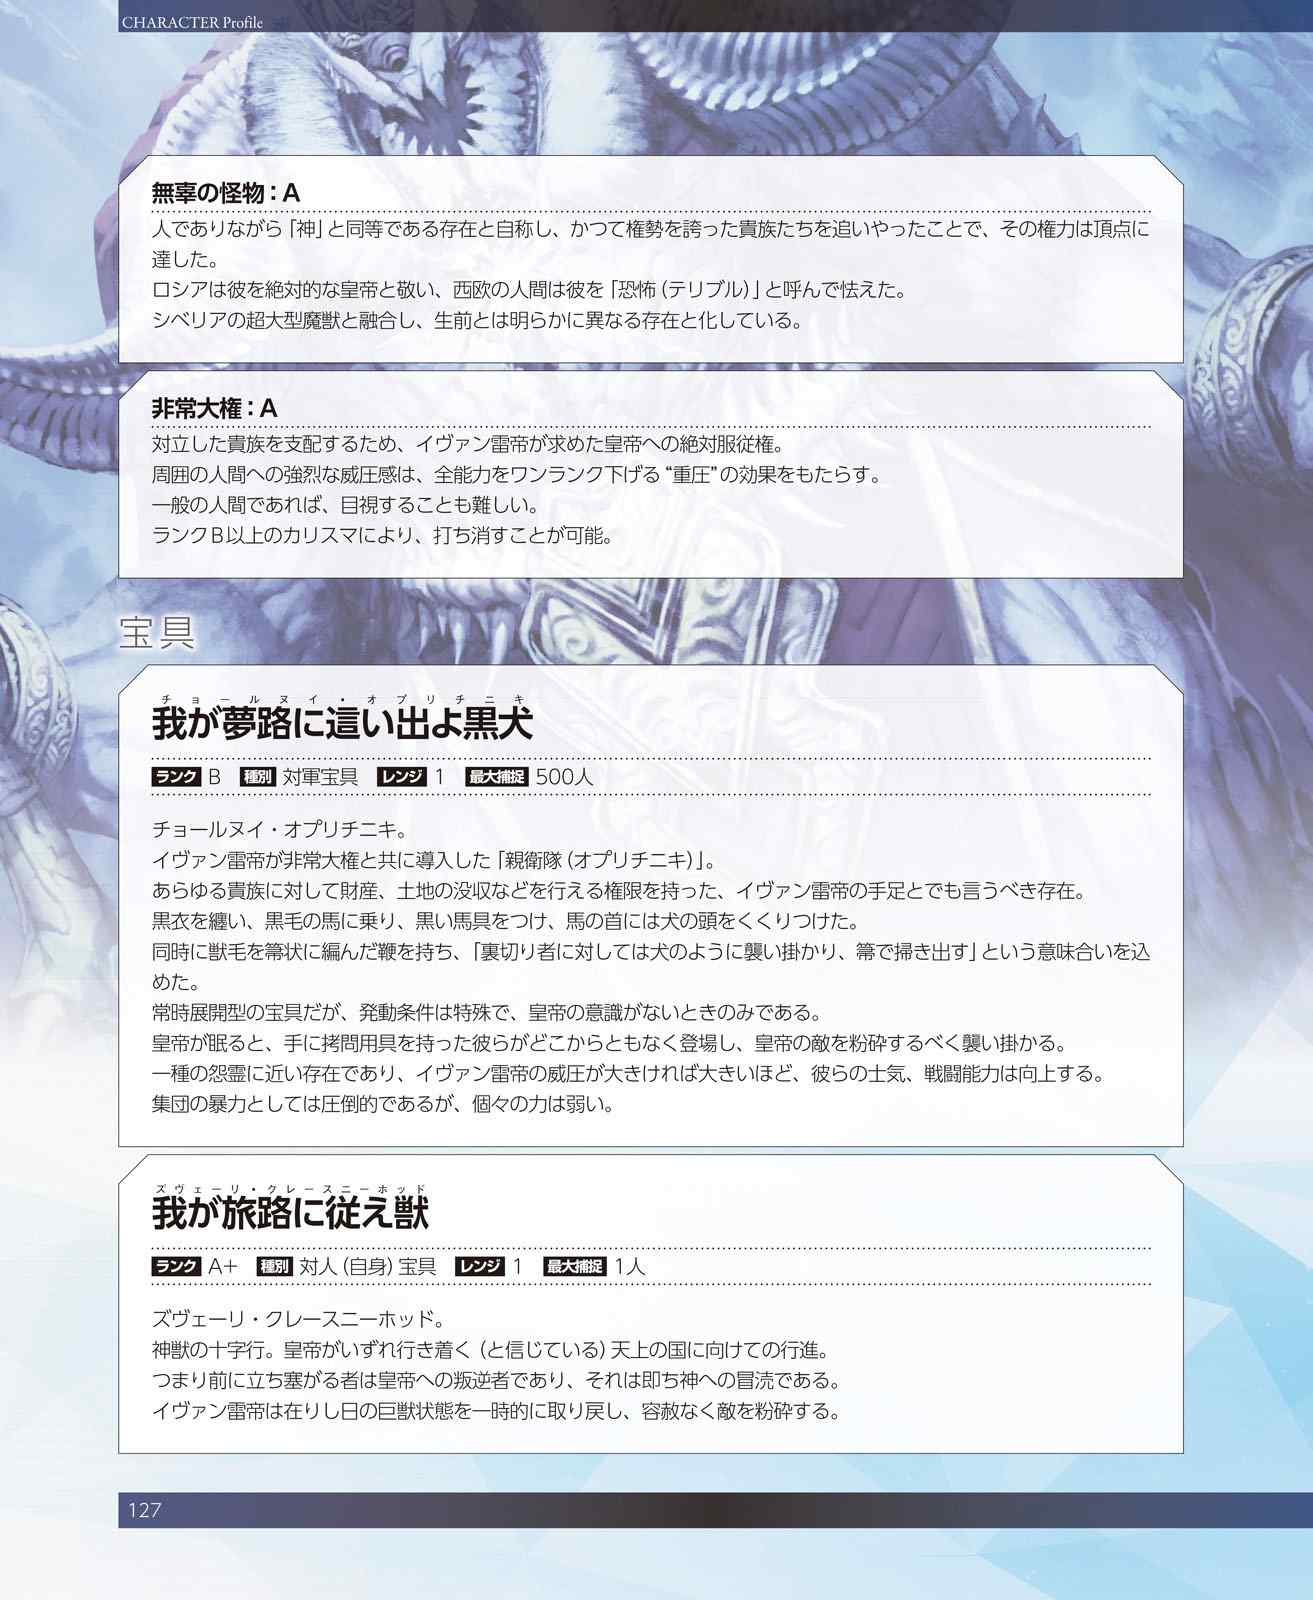 CHARACTER Profile
無辜の怪物：A
人でありながら「神」と同等である存在と自称し、かつて権勢を誇った貴族たちを追いやったことで、その権力は頂点に
達した。
ロシアは彼を絶対的な皇帝と敬い、西欧の人間は彼を「恐怖（テリブル）」と呼んで怯えた。
シベリアの超大型魔獣と融合し、生前とは明らかに異なる存在と化している。
非常大権：A
対立した貴族を支配するため、イヴァン雷帝が求めた皇帝への絶対服従権。
周囲の人間への強烈な威圧感は、全能力をワンランク下げる“重圧”の効果をもたらす。
一般の人間であれば、目視することも難しい。
ランクB以上のカリスマにより、打ち消すことが可能。
宝具
チョールヌイ・オプリチニキ
我が夢路に這い出よ黒犬
ランク B 種別 対軍宝具 レンジ 1 最大捕捉 500人
チョールヌイ・オプリチニキ。
イヴァン雷帝が非常大権と共に導入した「親衛隊（オプリチニキ）」。
あらゆる貴族に対して財産、土地の没収などを行える権限を持った、イヴァン雷帝の手足とでも言うべき存在。
黒衣を纏い、黒毛の馬に乗り、黒い馬具をつけ、馬の首には犬の頭をくくりつけた。
同時に獣毛を箒状に編んだ鞭を持ち、「裏切り者に対しては犬のように襲い掛かり、箒で掃き出す」という意味合いを込
めた。
常時展開型の宝具だが、発動条件は特殊で、皇帝の意識がないときのみである。
皇帝が眠ると、手に拷問用具を持った彼らがどこからともなく登場し、皇帝の敵を粉砕するべく襲い掛かる。
一種の怨霊に近い存在であり、イヴァン雷帝の威圧が大きければ大きいほど、彼らの士気、戦闘能力は向上する。
集団の暴力としては圧倒的であるが、個々の力は弱い。
ズヴェーリ・クレースニーホッド
我が旅路に従え獣
ランク A+ 種別 対人（自身）宝具 レンジ 1 最大捕捉 1人
ズヴェーリ・クレースニーホッド。
神獣の十字行。皇帝がいずれ行き着く（と信じている）天上の国に向けての行進。
つまり前に立ち塞がる者は皇帝への叛逆者であり、それは即ち神への冒涜である。
イヴァン雷帝は在りし日の巨獣状態を一時的に取り戻し、容赦なく敵を粉砕する。
127